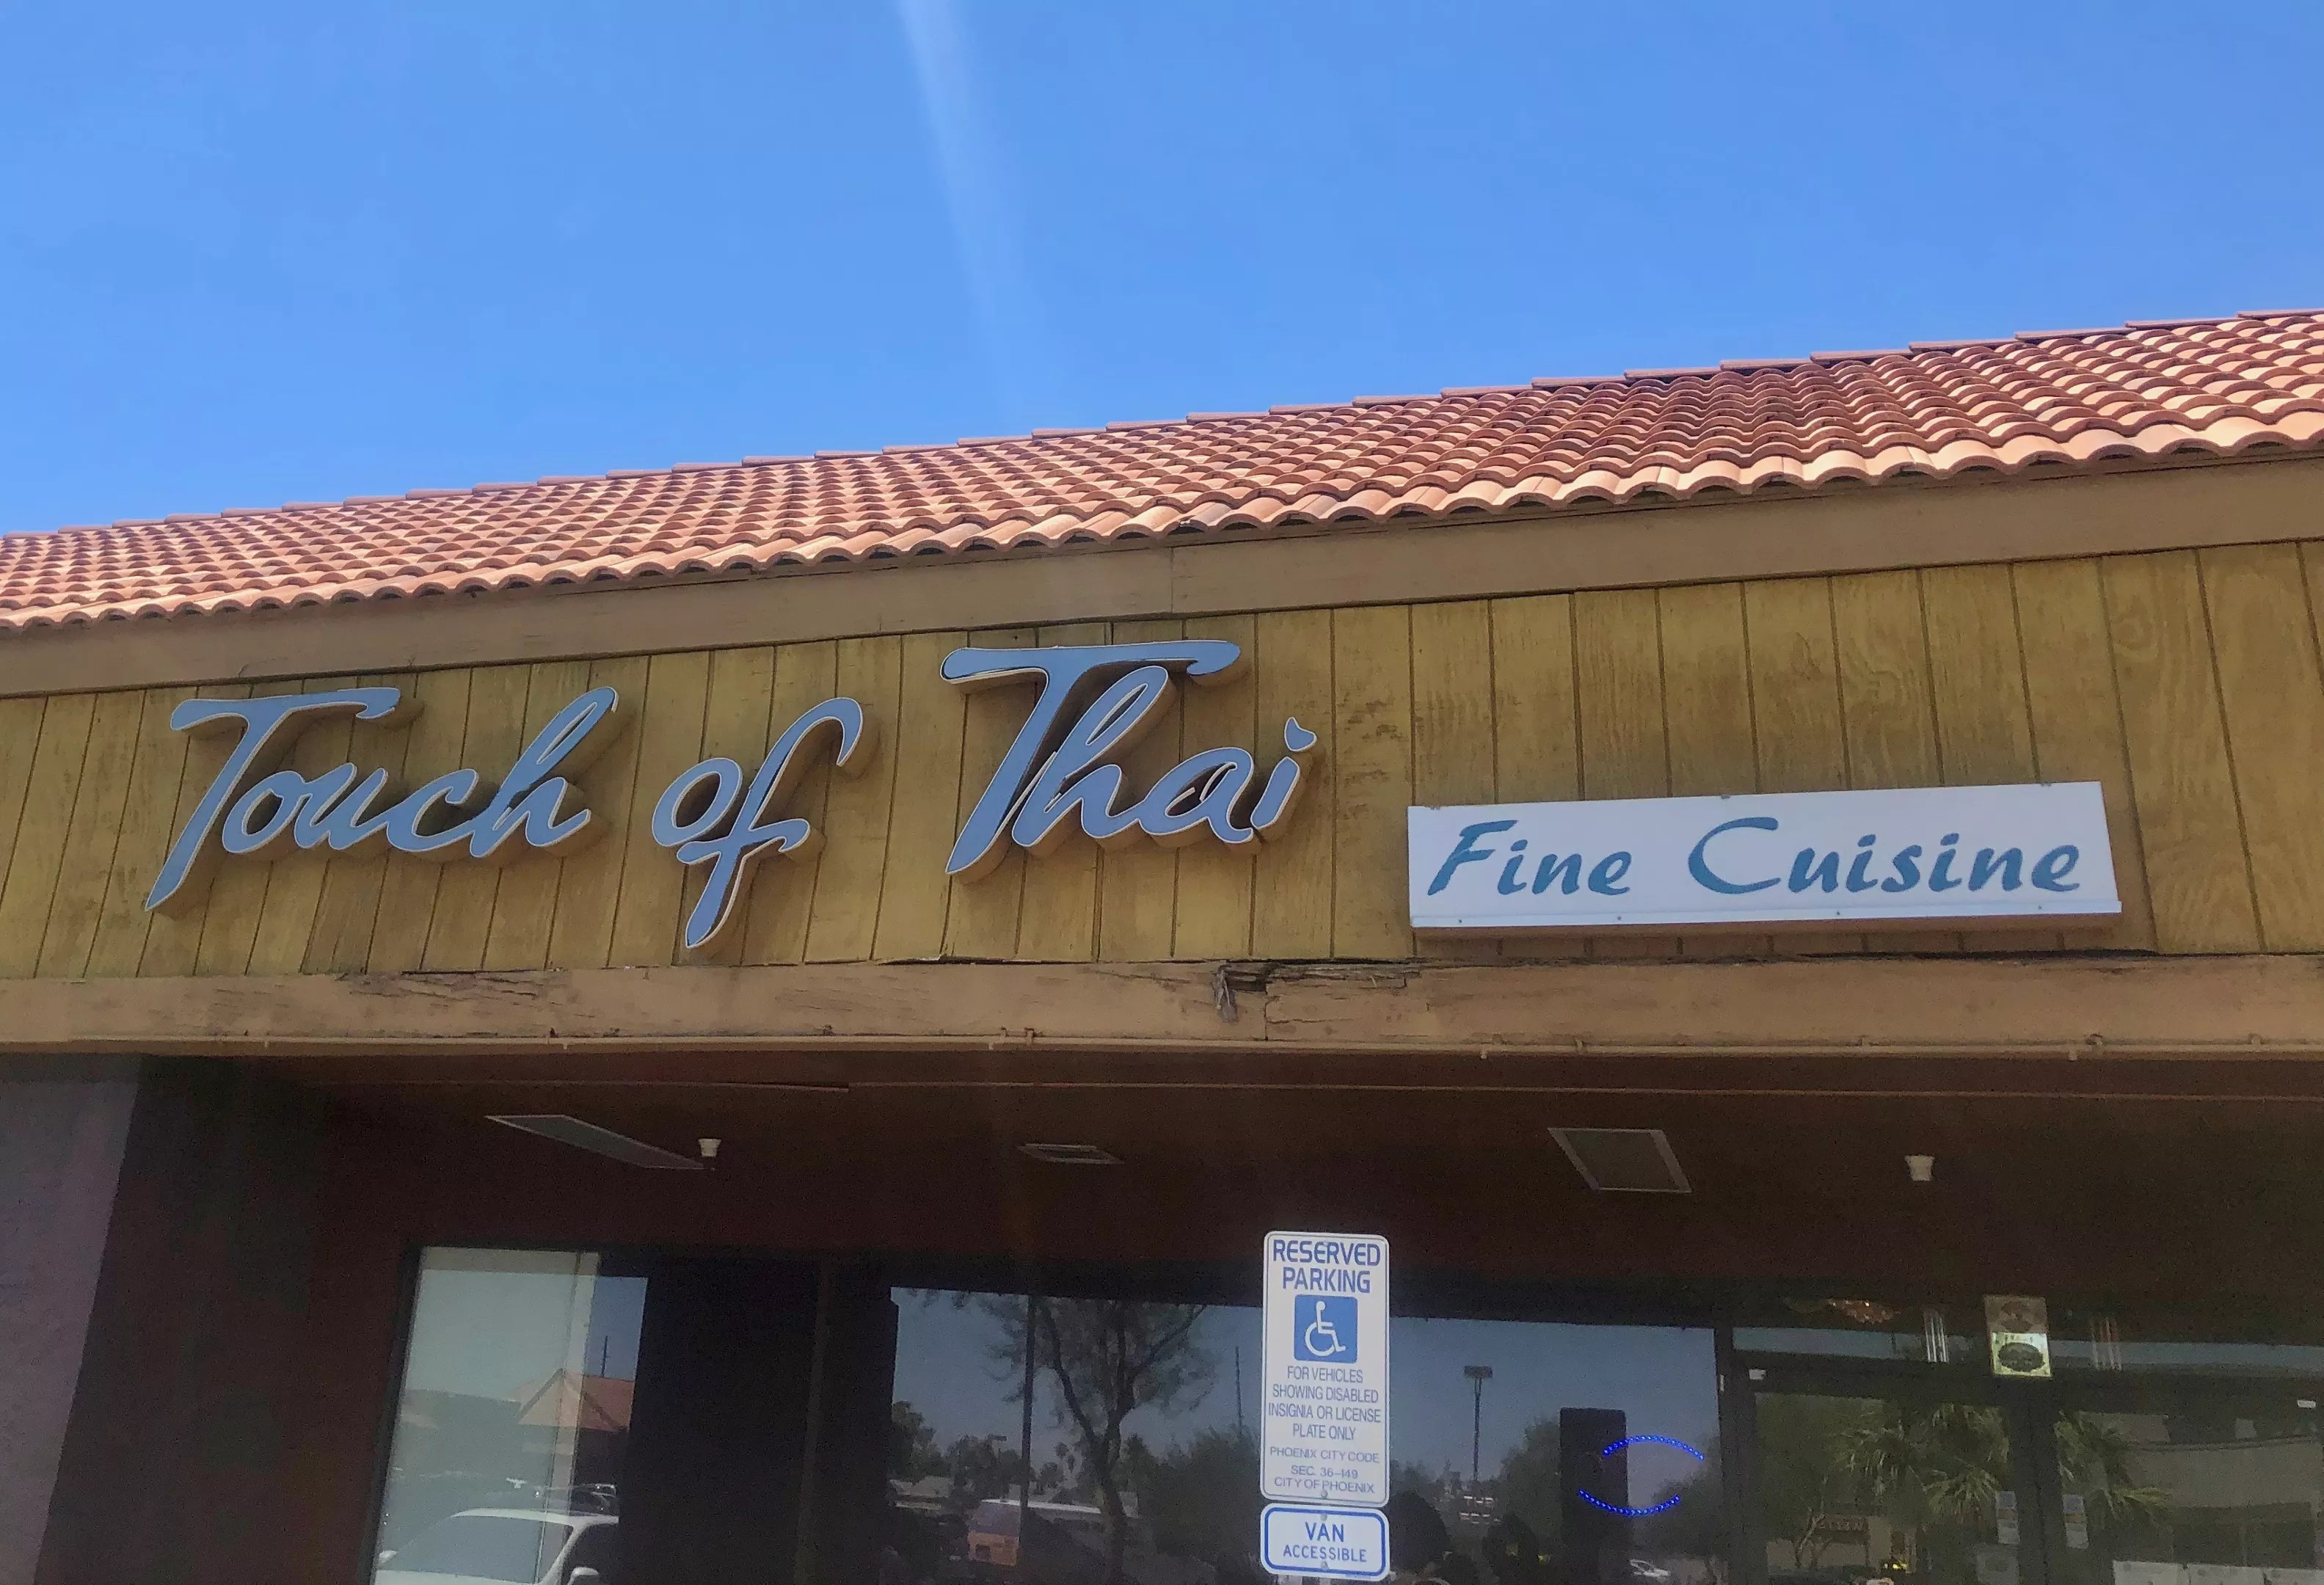 Touch of Thai
Fine Cuisine
RESERVED
PARKING
FOR VEHICLES
SHOWING DISABLED
INSIGNIA OR LICENSE
PLATE ONLY
PHOENIX CITY CODE
SEC. 36-149
CITY OF PHOENIX
VAN
ACCESSIBLE